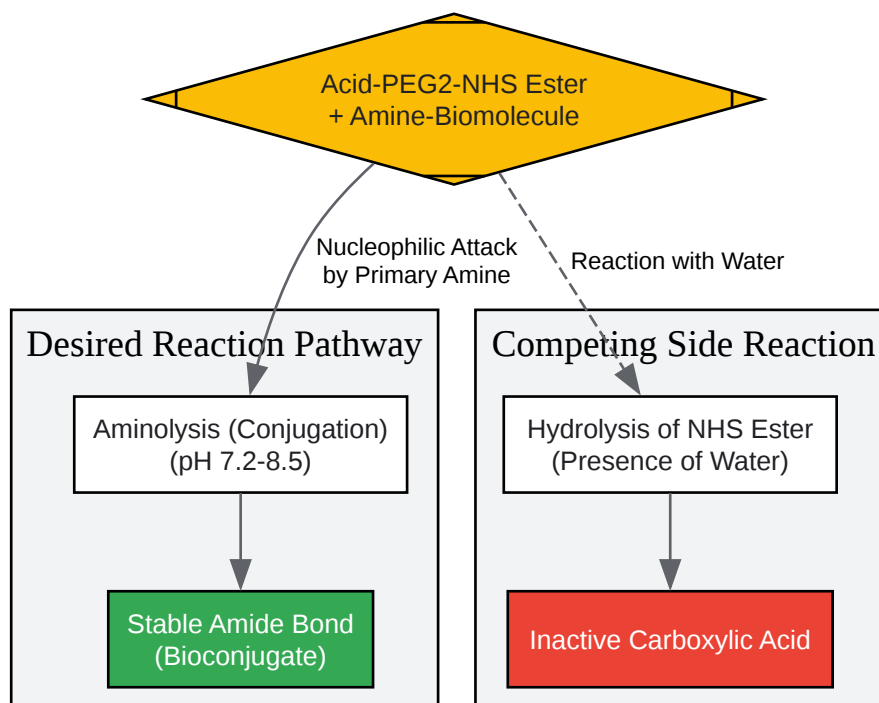 Acid-PEG2-NHS Ester
+ Amine-Biomolecule
Nucleophilic Attack
by Primary Amine
Reaction with Water
Desired Reaction Pathway
Aminolysis (Conjugation)
(pH 7.2-8.5)
Stable Amide Bond
(Bioconjugate)
Competing Side Reaction
Hydrolysis of NHS Ester
(Presence of Water)
Inactive Carboxylic Acid